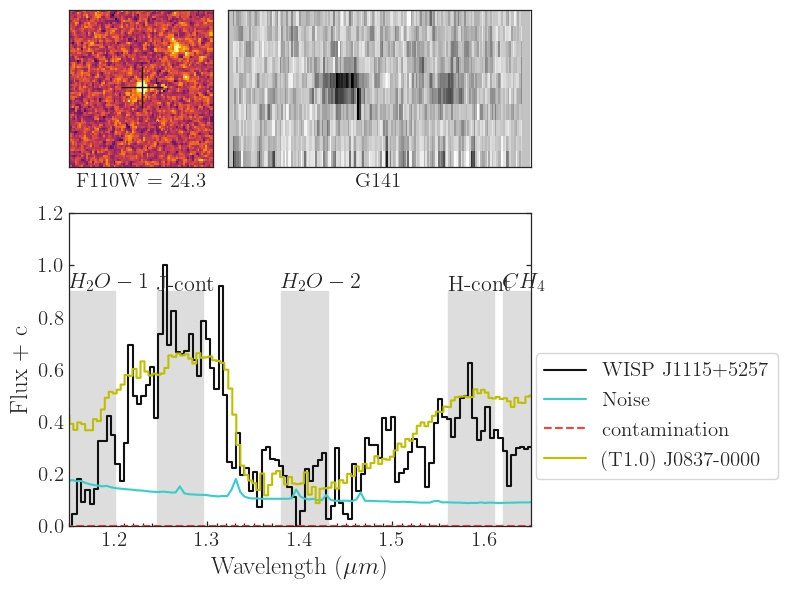 F110W = 24.3
G141
1.2
1.0
0.8
0.6
0.4
0.2
0.0
Flux + c
H2O − 1
J-cont
H2O − 2
H-cont
CH4
1.2
1.3
1.4
1.5
1.6
Wavelength (μm)
WISP J1115+5257
Noise
contamination
(T1.0) J0837-0000